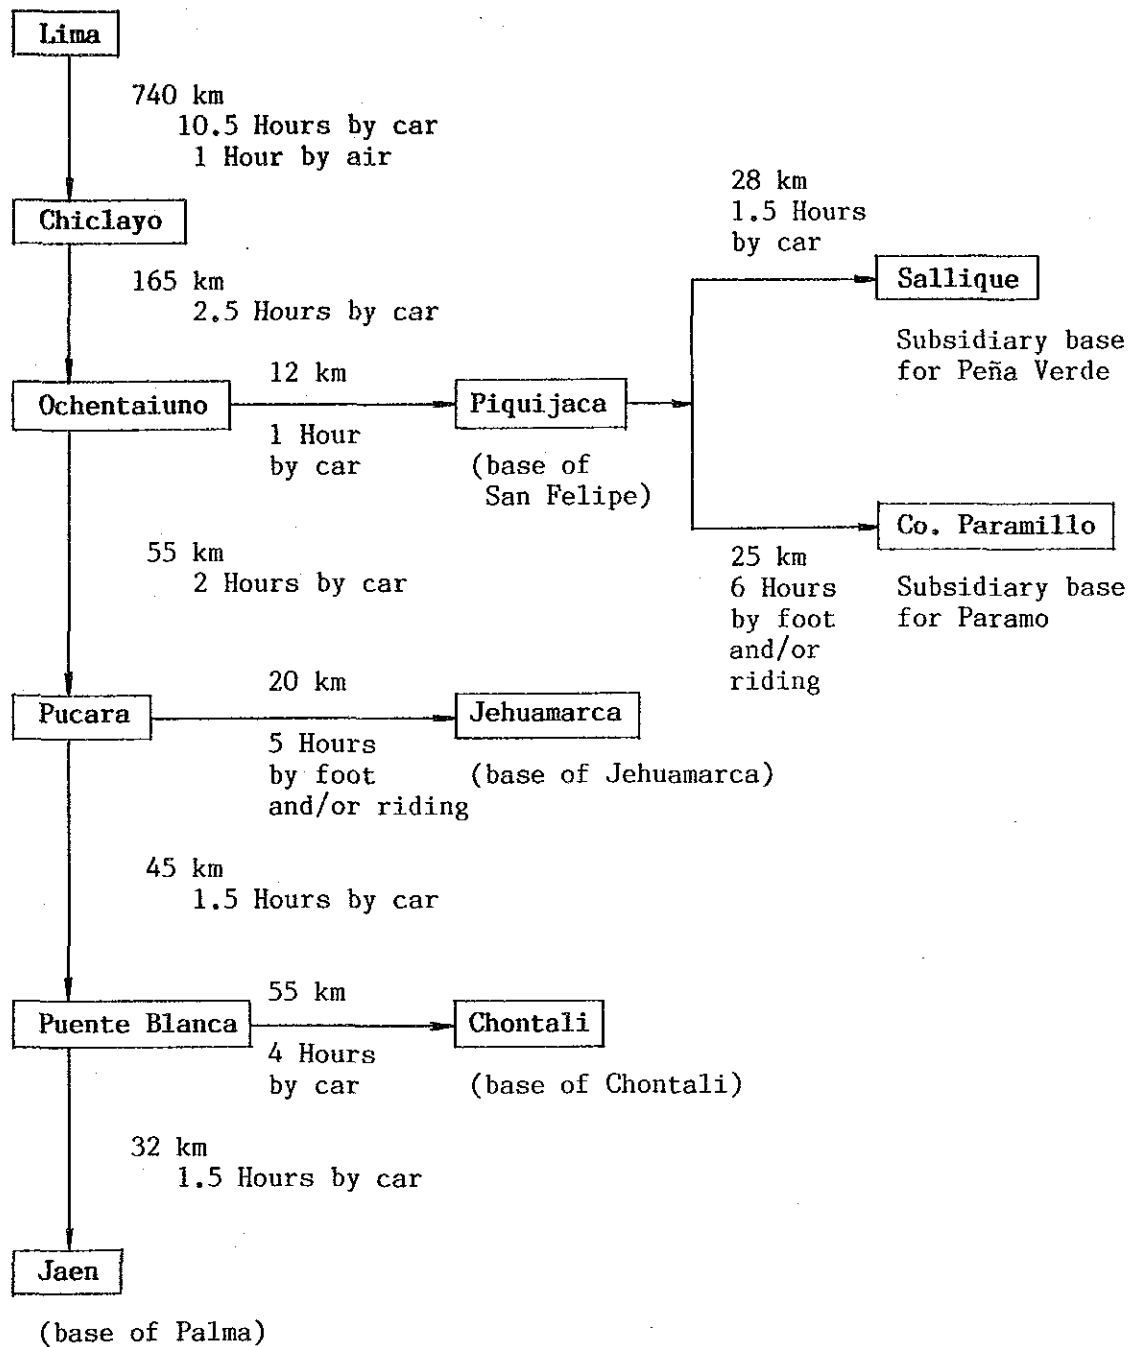 Lima
740 km
10.5 Hours by car
1 Hour by air
Chiclayo
165 km
2.5 Hours by car
28 km
1.5 Hours
by car
Sallique
Subsidiary base
for Peña Verde
Ochentaiuno
12 km
1 Hour
by car
Piquijaca
(base of
San Felipe)
Co. Paramillo
25 km
6 Hours
by foot
and/or
riding
Subsidiary base
for Paramo
55 km
2 Hours by car
Pucara
20 km
5 Hours
by foot
and/or riding
Jehuamarca
(base of Jehuamarca)
45 km
1.5 Hours by car
Puente Blanca
55 km
4 Hours
by car
Chontali
(base of Chontali)
32 km
1.5 Hours by car
Jaen
(base of Palma)